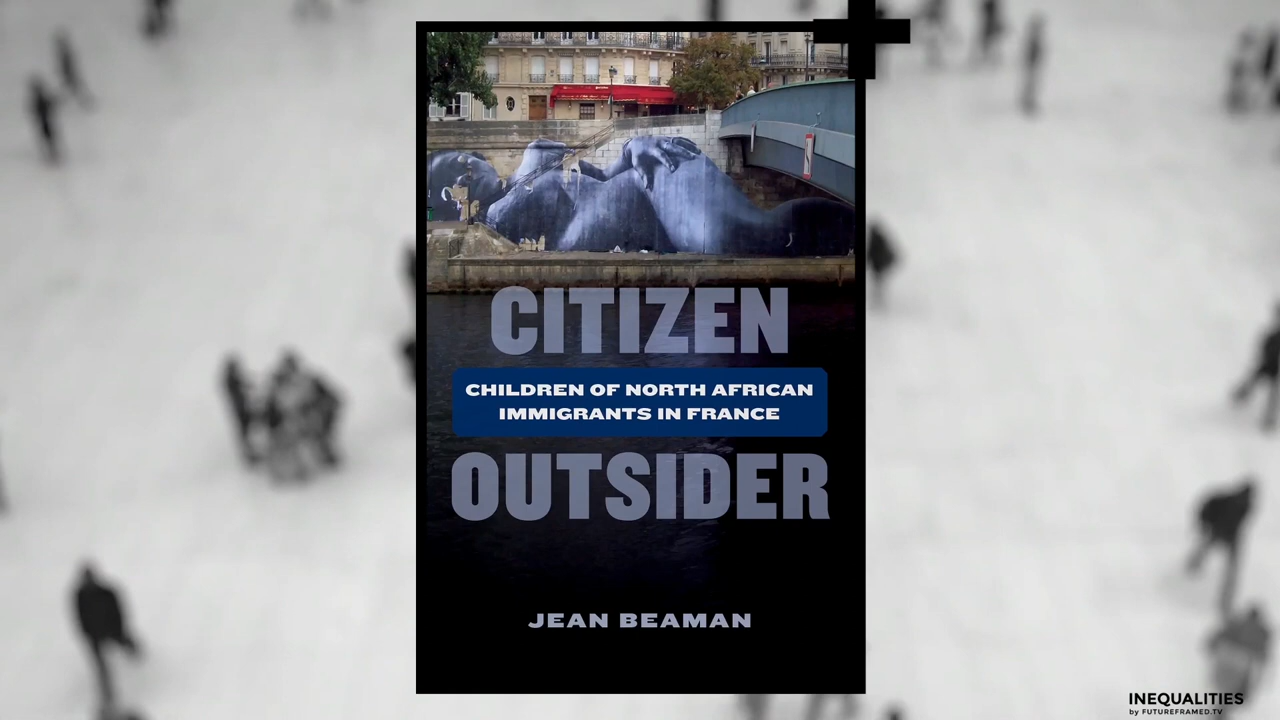 CITIZEN
CHILDREN OF NORTH AFRICAN
IMMIGRANTS IN FRANCE
OUTSIDER
JEAN BEAMAN
INEQUALITIES
by FUTUREFRAMED.TV